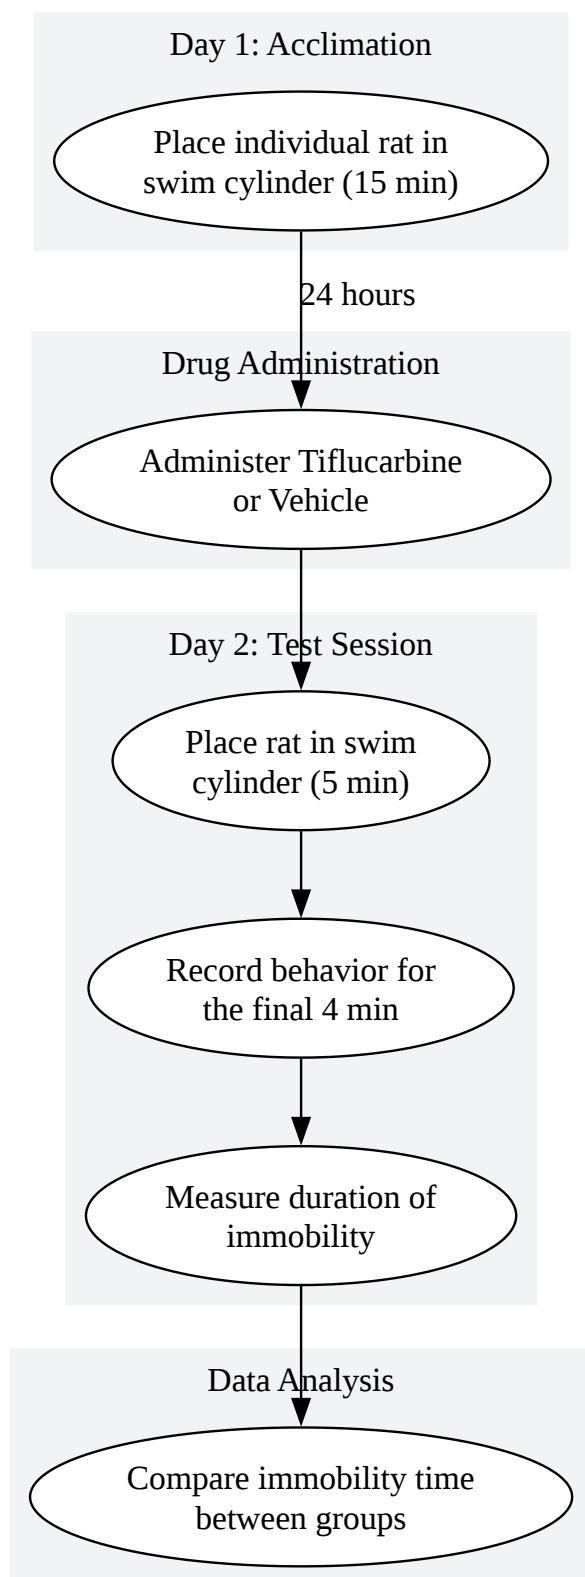 Day 1: Acclimation
Place individual rat in
swim cylinder (15 min)
24 hours
Drug Administration
Administer Tiflucarbine
or Vehicle
Day 2: Test Session
Place rat in swim
cylinder (5 min)
Record behavior for
the final 4 min
Measure duration of
immobility
Data Analysis
Compare immobility time
between groups